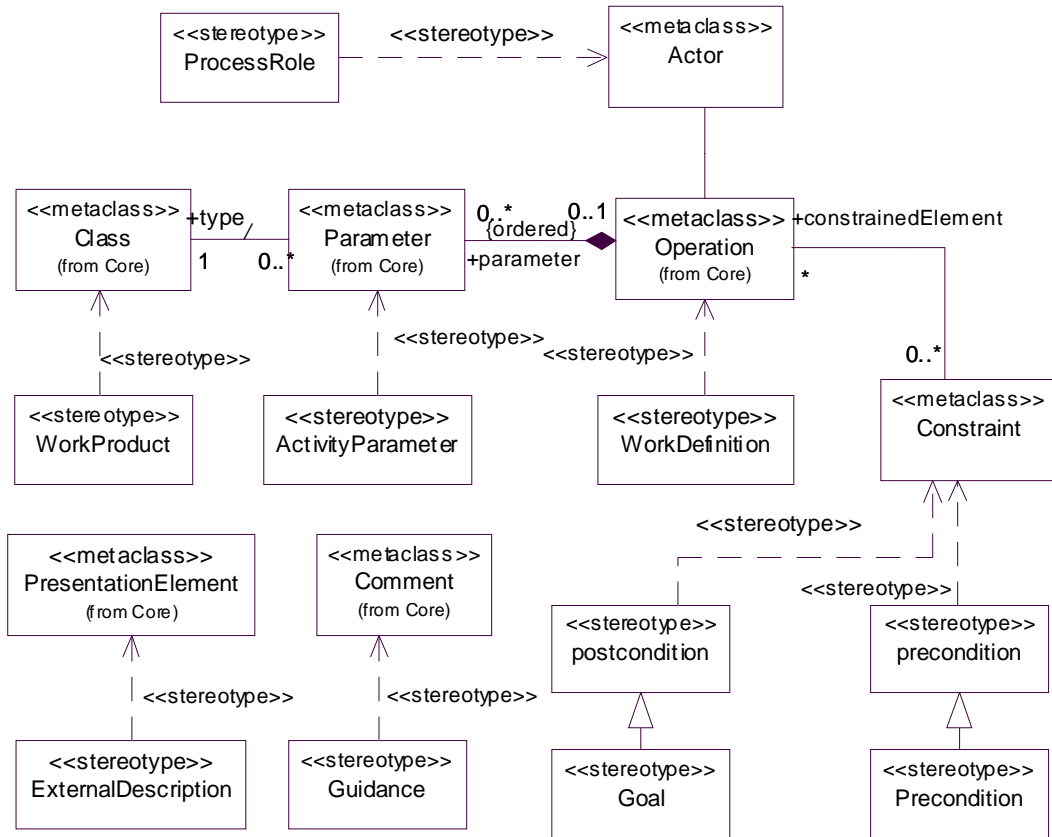 <<stereotype>>
ProcessRole
<<stereotype>>
<<metaclass>>
Actor
<<metaclass>>
Class
(from Core)
+type
1
0..*
<<metaclass>>
Parameter
(from Core)
0..*
{ordered}
+parameter
0..1
<<metaclass>>
Operation
(from Core)
+constrainedElement
*
0..*
<<stereotype>>
<<stereotype>>
<<stereotype>>
<<stereotype>>
WorkProduct
<<stereotype>>
ActivityParameter
<<stereotype>>
WorkDefinition
<<metaclass>>
Constraint
<<stereotype>>
<<stereotype>>
<<metaclass>>
PresentationElement
(from Core)
<<metaclass>>
Comment
(from Core)
<<stereotype>>
postcondition
<<stereotype>>
precondition
<<stereotype>>
<<stereotype>>
<<stereotype>>
ExternalDescription
<<stereotype>>
Guidance
<<stereotype>>
Goal
<<stereotype>>
Precondition